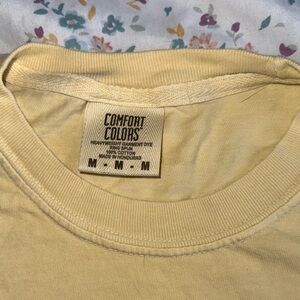 COMFORT
COLORS
HEAVYWEIGHT GARMENT DYE
RING SPUN
100% COTTON
MADE IN HONDURAS
M - M - M